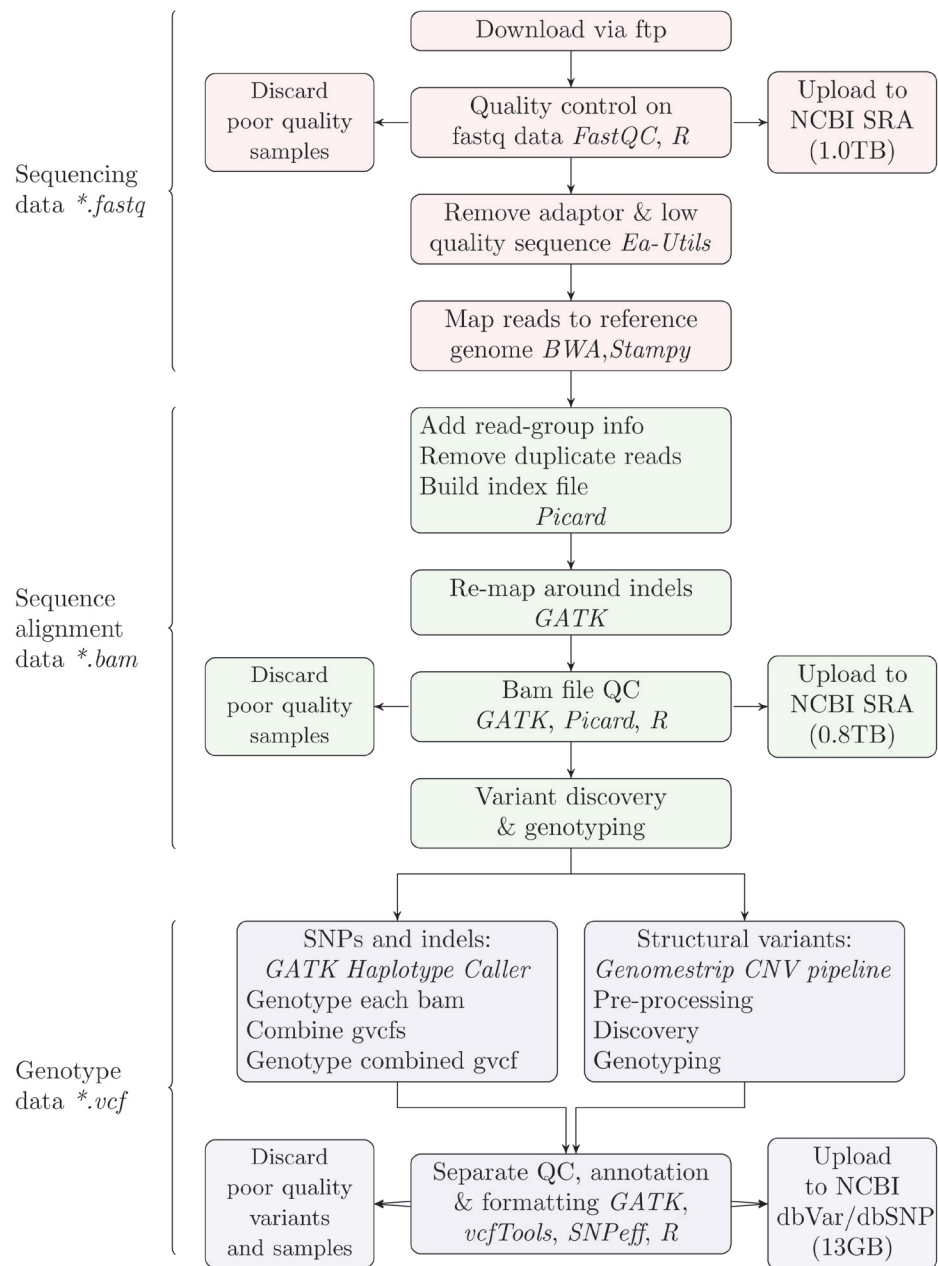 Download via ftp
Discard
poor quality
samples
Quality control on
fastq data FastQC, R
Upload to
NCBI SRA
(1.0TB)
Sequencing
data *.fastq
Remove adaptor & low
quality sequence Ea-Utils
Map reads to reference
genome BWA,Stampy
Add read-group info
Remove duplicate reads
Build index file
Picard
Sequence
alignment
data *.bam
Re-map around indels
GATK
Discard
poor quality
samples
Bam file QC
GATK, Picard, R
Upload to
NCBI SRA
(0.8TB)
Variant discovery
& genotyping
SNPs and indels:
GATK Haplotype Caller
Genotype each bam
Combine gvcfs
Genotype combined gvcf
Structural variants:
Genomestrip CNV pipeline
Pre-processing
Discovery
Genotyping
Genotype
data *.vcf
Discard
poor quality
variants
and samples
Separate QC, annotation
& formatting GATK,
vcfTools, SNPeff, R
Upload
to NCBI
dbVar/dbSNP
(13GB)